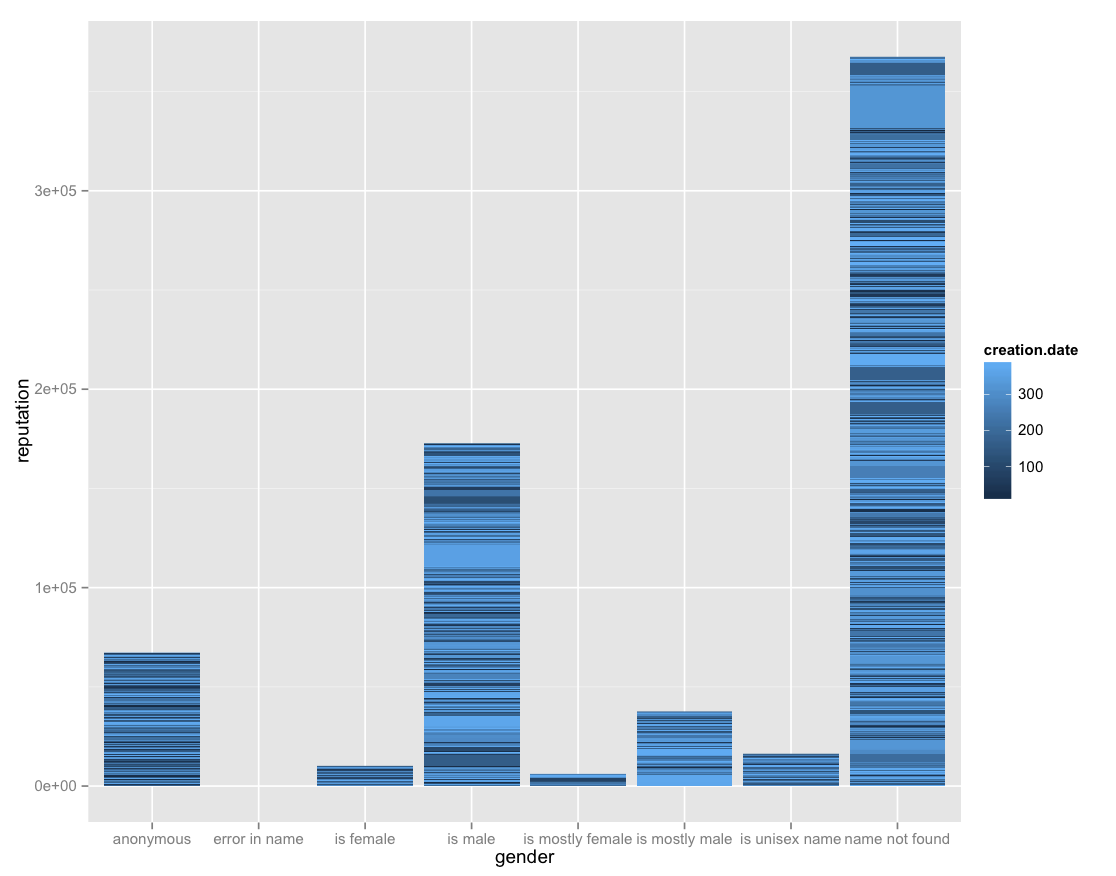 reputation
3e+05
2e+05
1e+05
0e+00
anonymous
error in name
is female
is male
is mostly female
is mostly male
is unisex name
name not found
gender
creation.date
300
200
100